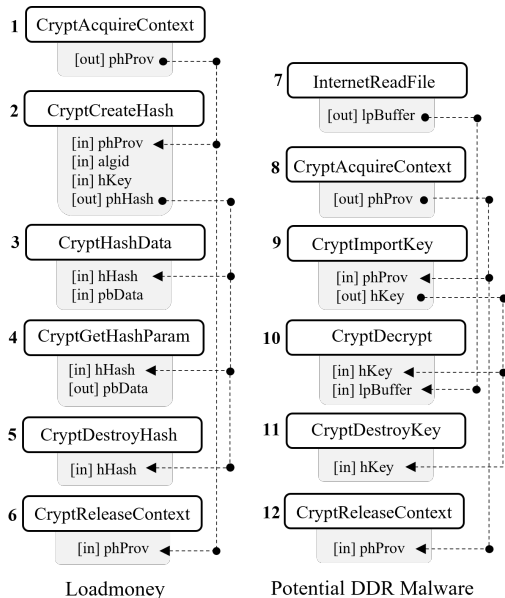 1 CryptAcquireContext
[out] phProv
2 CryptCreateHash
[in] phProv
[in] algid
[in] hKey
[out] phHash
3 CryptHashData
[in] hHash
[in] pbData
4 CryptGetHashParam
[in] hHash
[out] pbData
5 CryptDestroyHash
[in] hHash
6 CryptReleaseContext
[in] phProv
Loadmoney
7 InternetReadFile
[out] lpBuffer
8 CryptAcquireContext
[out] phProv
9 CryptImportKey
[in] phProv
[out] hKey
10 CryptDecrypt
[in] hKey
[in] lpBuffer
11 CryptDestroyKey
[in] hKey
12 CryptReleaseContext
[in] phProv
Potential DDR Malware